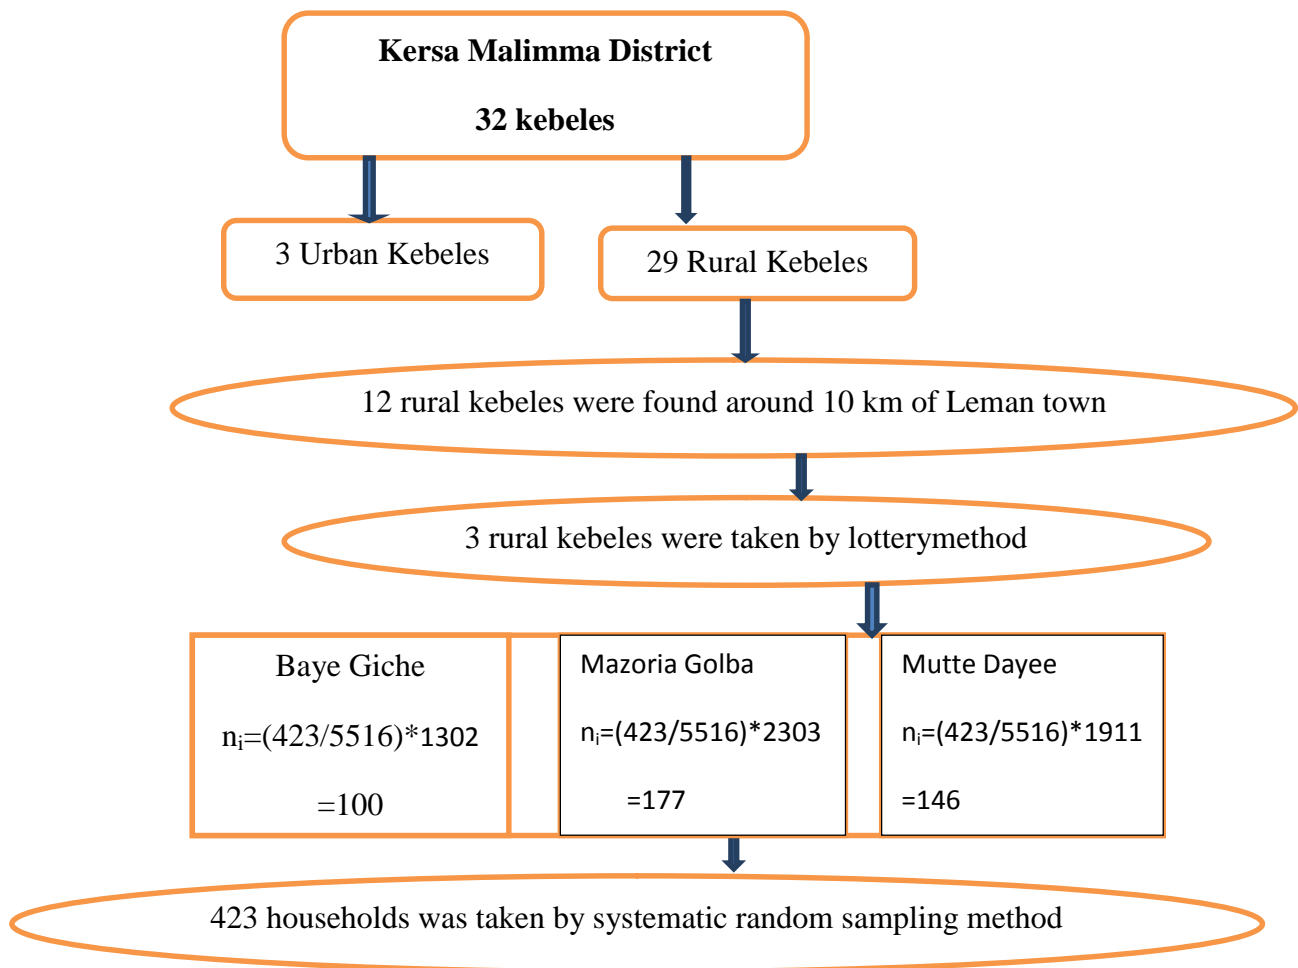 Kersa Malimma District
32 kebeles
3 Urban Kebeles
29 Rural Kebeles
12 rural kebeles were found around 10 km of Leman town
3 rural kebeles were taken by lotterymethod
Baye Giche
nᵢ=(423/5516)*1302
=100
Mazoria Golba
nᵢ=(423/5516)*2303
=177
Mutte Dayee
nᵢ=(423/5516)*1911
=146
423 households was taken by systematic random sampling method